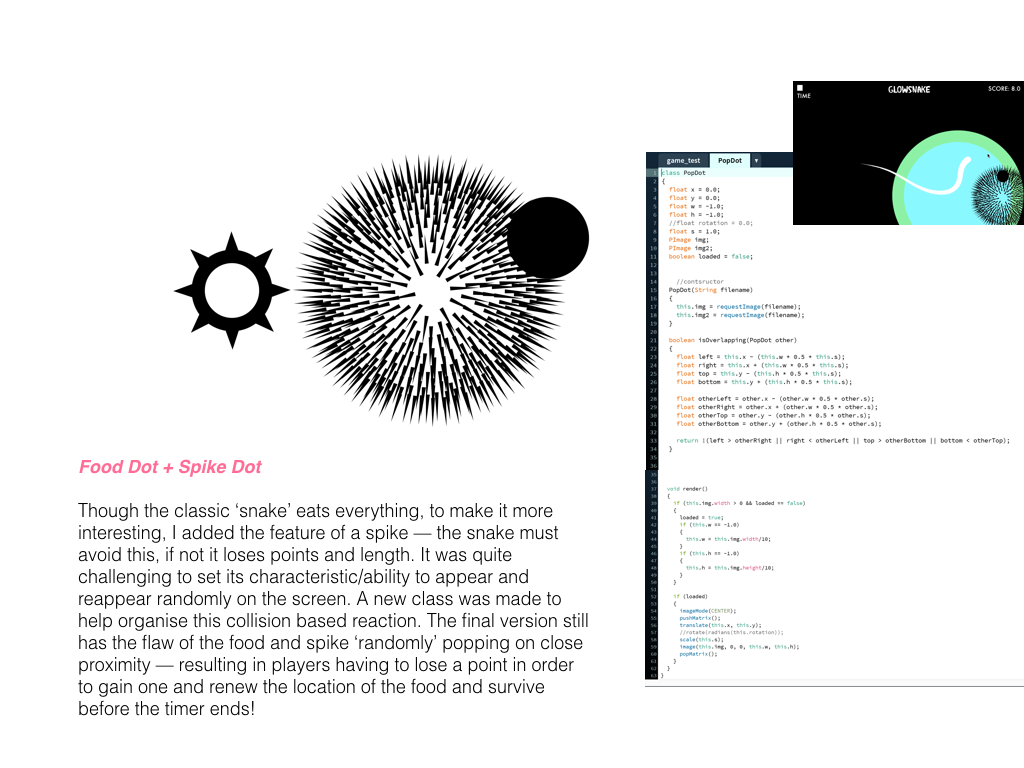 TIME
GLOWSNAKE
SCORE: 8.0
game_test
PopDot
1 class PopDot
2 {
3 float x = 0.0;
4 float y = 0.0;
5 float w = -1.0;
6 float h = -1.0;
7 //float rotation = 0.0;
8 float s = 1.0;
9 PImage img;
10 PImage img2;
11 boolean loaded = false;
12
13
14 //contsructor
15 PopDot(String filename)
16 {
17 this.img = requestImage(filename);
18 this.img2 = requestImage(filename);
19 }
20
21 boolean isOverlapping(PopDot other)
22 {
23 float left = this.x - (this.w * 0.5 * this.s);
24 float right = this.x + (this.w * 0.5 * this.s);
25 float top = this.y - (this.h * 0.5 * this.s);
26 float bottom = this.y + (this.h * 0.5 * this.s);
27
28 float otherLeft = other.x - (other.w * 0.5 * other.s);
29 float otherRight = other.x + (other.w * 0.5 * other.s);
30 float otherTop = other.y - (other.h * 0.5 * other.s);
31 float otherBottom = other.y + (other.h * 0.5 * other.s);
32
33 return !(left > otherRight || right < otherLeft || top > otherBottom || bottom < otherTop);
34 }
35
36
35
36
37 void render()
38 {
39 if (this.img.width > 0 && loaded == false)
40 {
41 loaded = true;
42 if (this.w == -1.0)
43 {
44 this.w = this.img.width/10;
45 }
46 if (this.h == -1.0)
47 {
48 this.h = this.img.height/10;
49 }
50 }
51
52 if (loaded)
53 {
54 imageMode(CENTER);
55 pushMatrix();
56 translate(this.x, this.y);
57 //rotate(radians(this.rotation));
58 scale(this.s);
59 image(this.img, 0, 0, this.w, this.h);
60 popMatrix();
61 }
62 }
63 }
Food Dot + Spike Dot
Though the classic ‘snake’ eats everything, to make it more
interesting, I added the feature of a spike — the snake must
avoid this, if not it loses points and length. It was quite
challenging to set its characteristic/ability to appear and
reappear randomly on the screen. A new class was made to
help organise this collision based reaction. The final version still
has the flaw of the food and spike ‘randomly’ popping on close
proximity — resulting in players having to lose a point in order
to gain one and renew the location of the food and survive
before the timer ends!